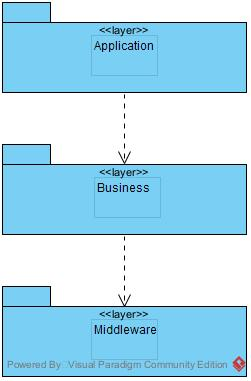 <<layer>>
Application
<<layer>>
Business
<<layer>>
Middleware
Powered By Visual Paradigm Community Edition